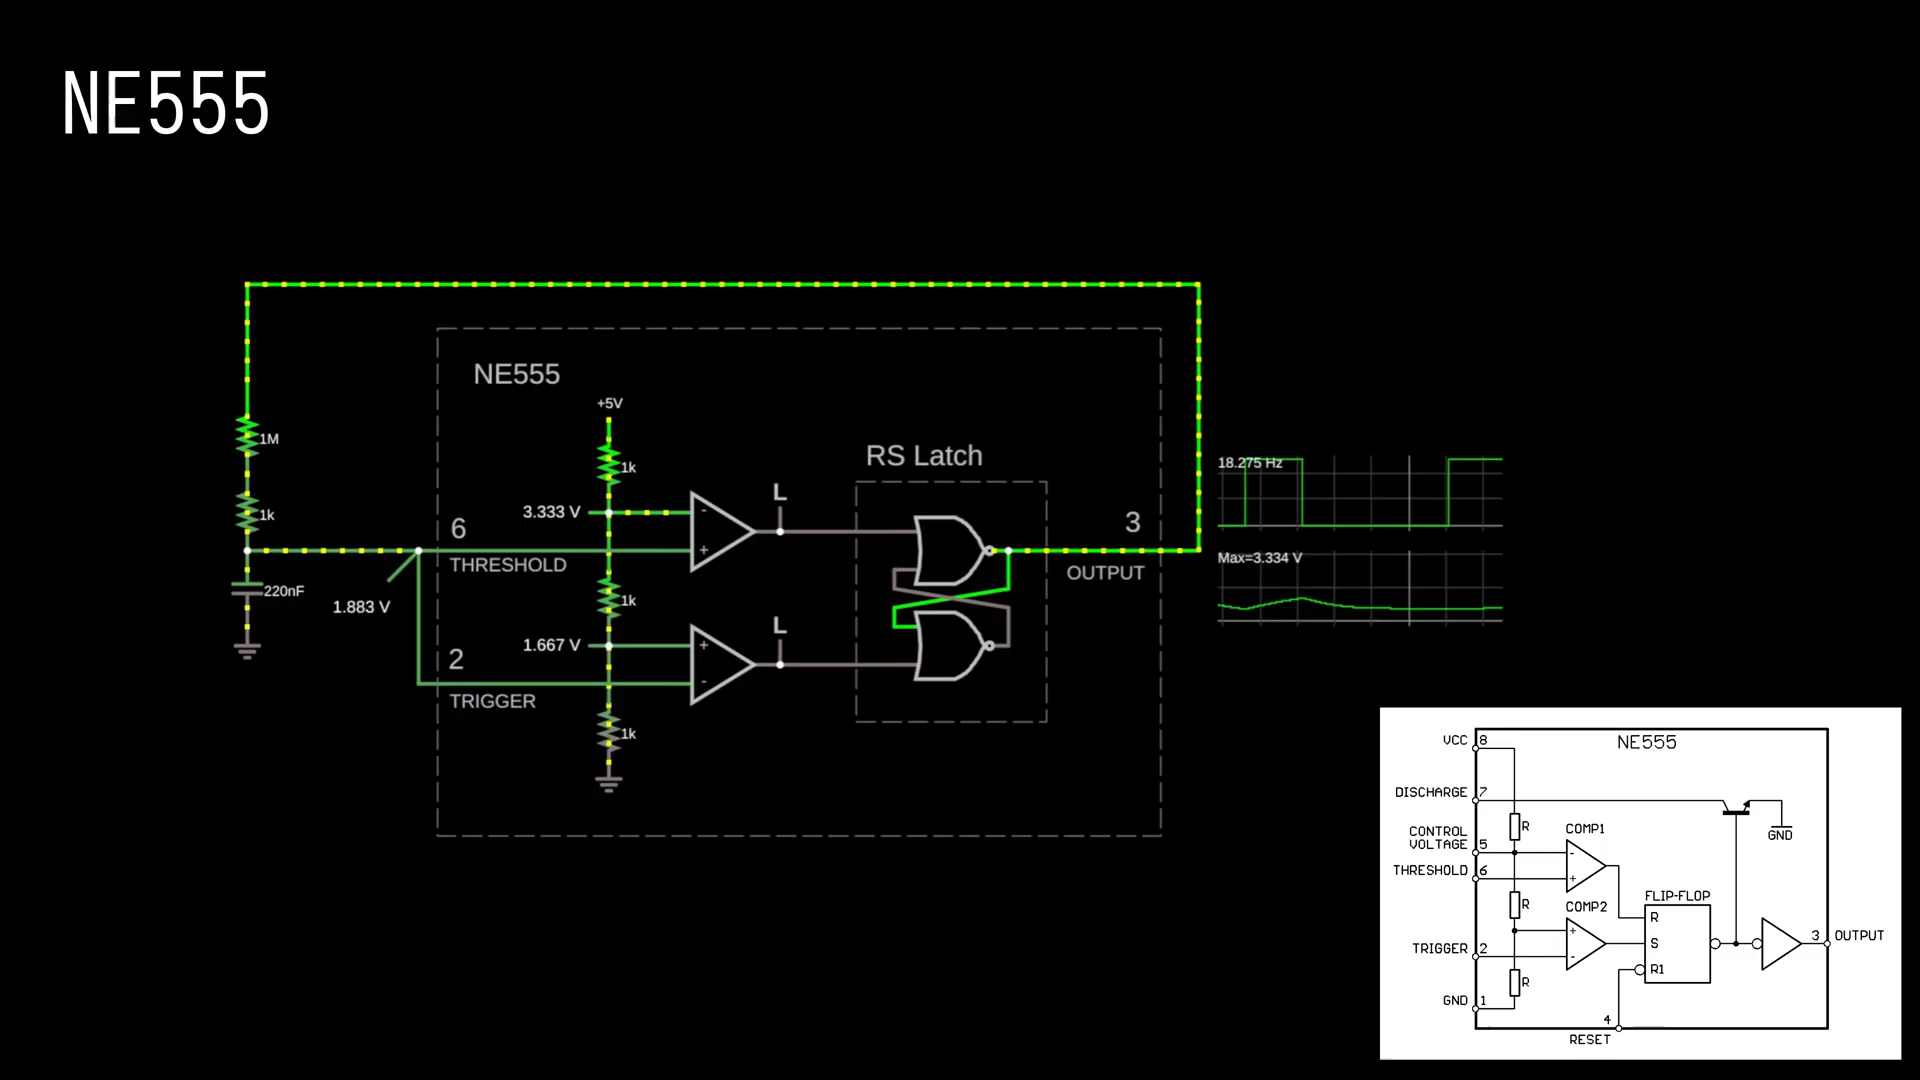 NE555
NE555
+5V
1M
1k
RS Latch
18.275 Hz
1k
3.333 V
-
L
6
3
+
THRESHOLD
OUTPUT
Max=3.334 V
220nF
1.883 V
1k
L
1.667 V
+
2
-
TRIGGER
1k
NE555
VCC 8
DISCHARGE 7
R
COMP1
GND
CONTROL
VOLTAGE 5
-
THRESHOLD 6
+
FLIP-FLOP
R
COMP2
R
+
S
3 OUTPUT
TRIGGER 2
-
R1
R
GND 1
4
RESET